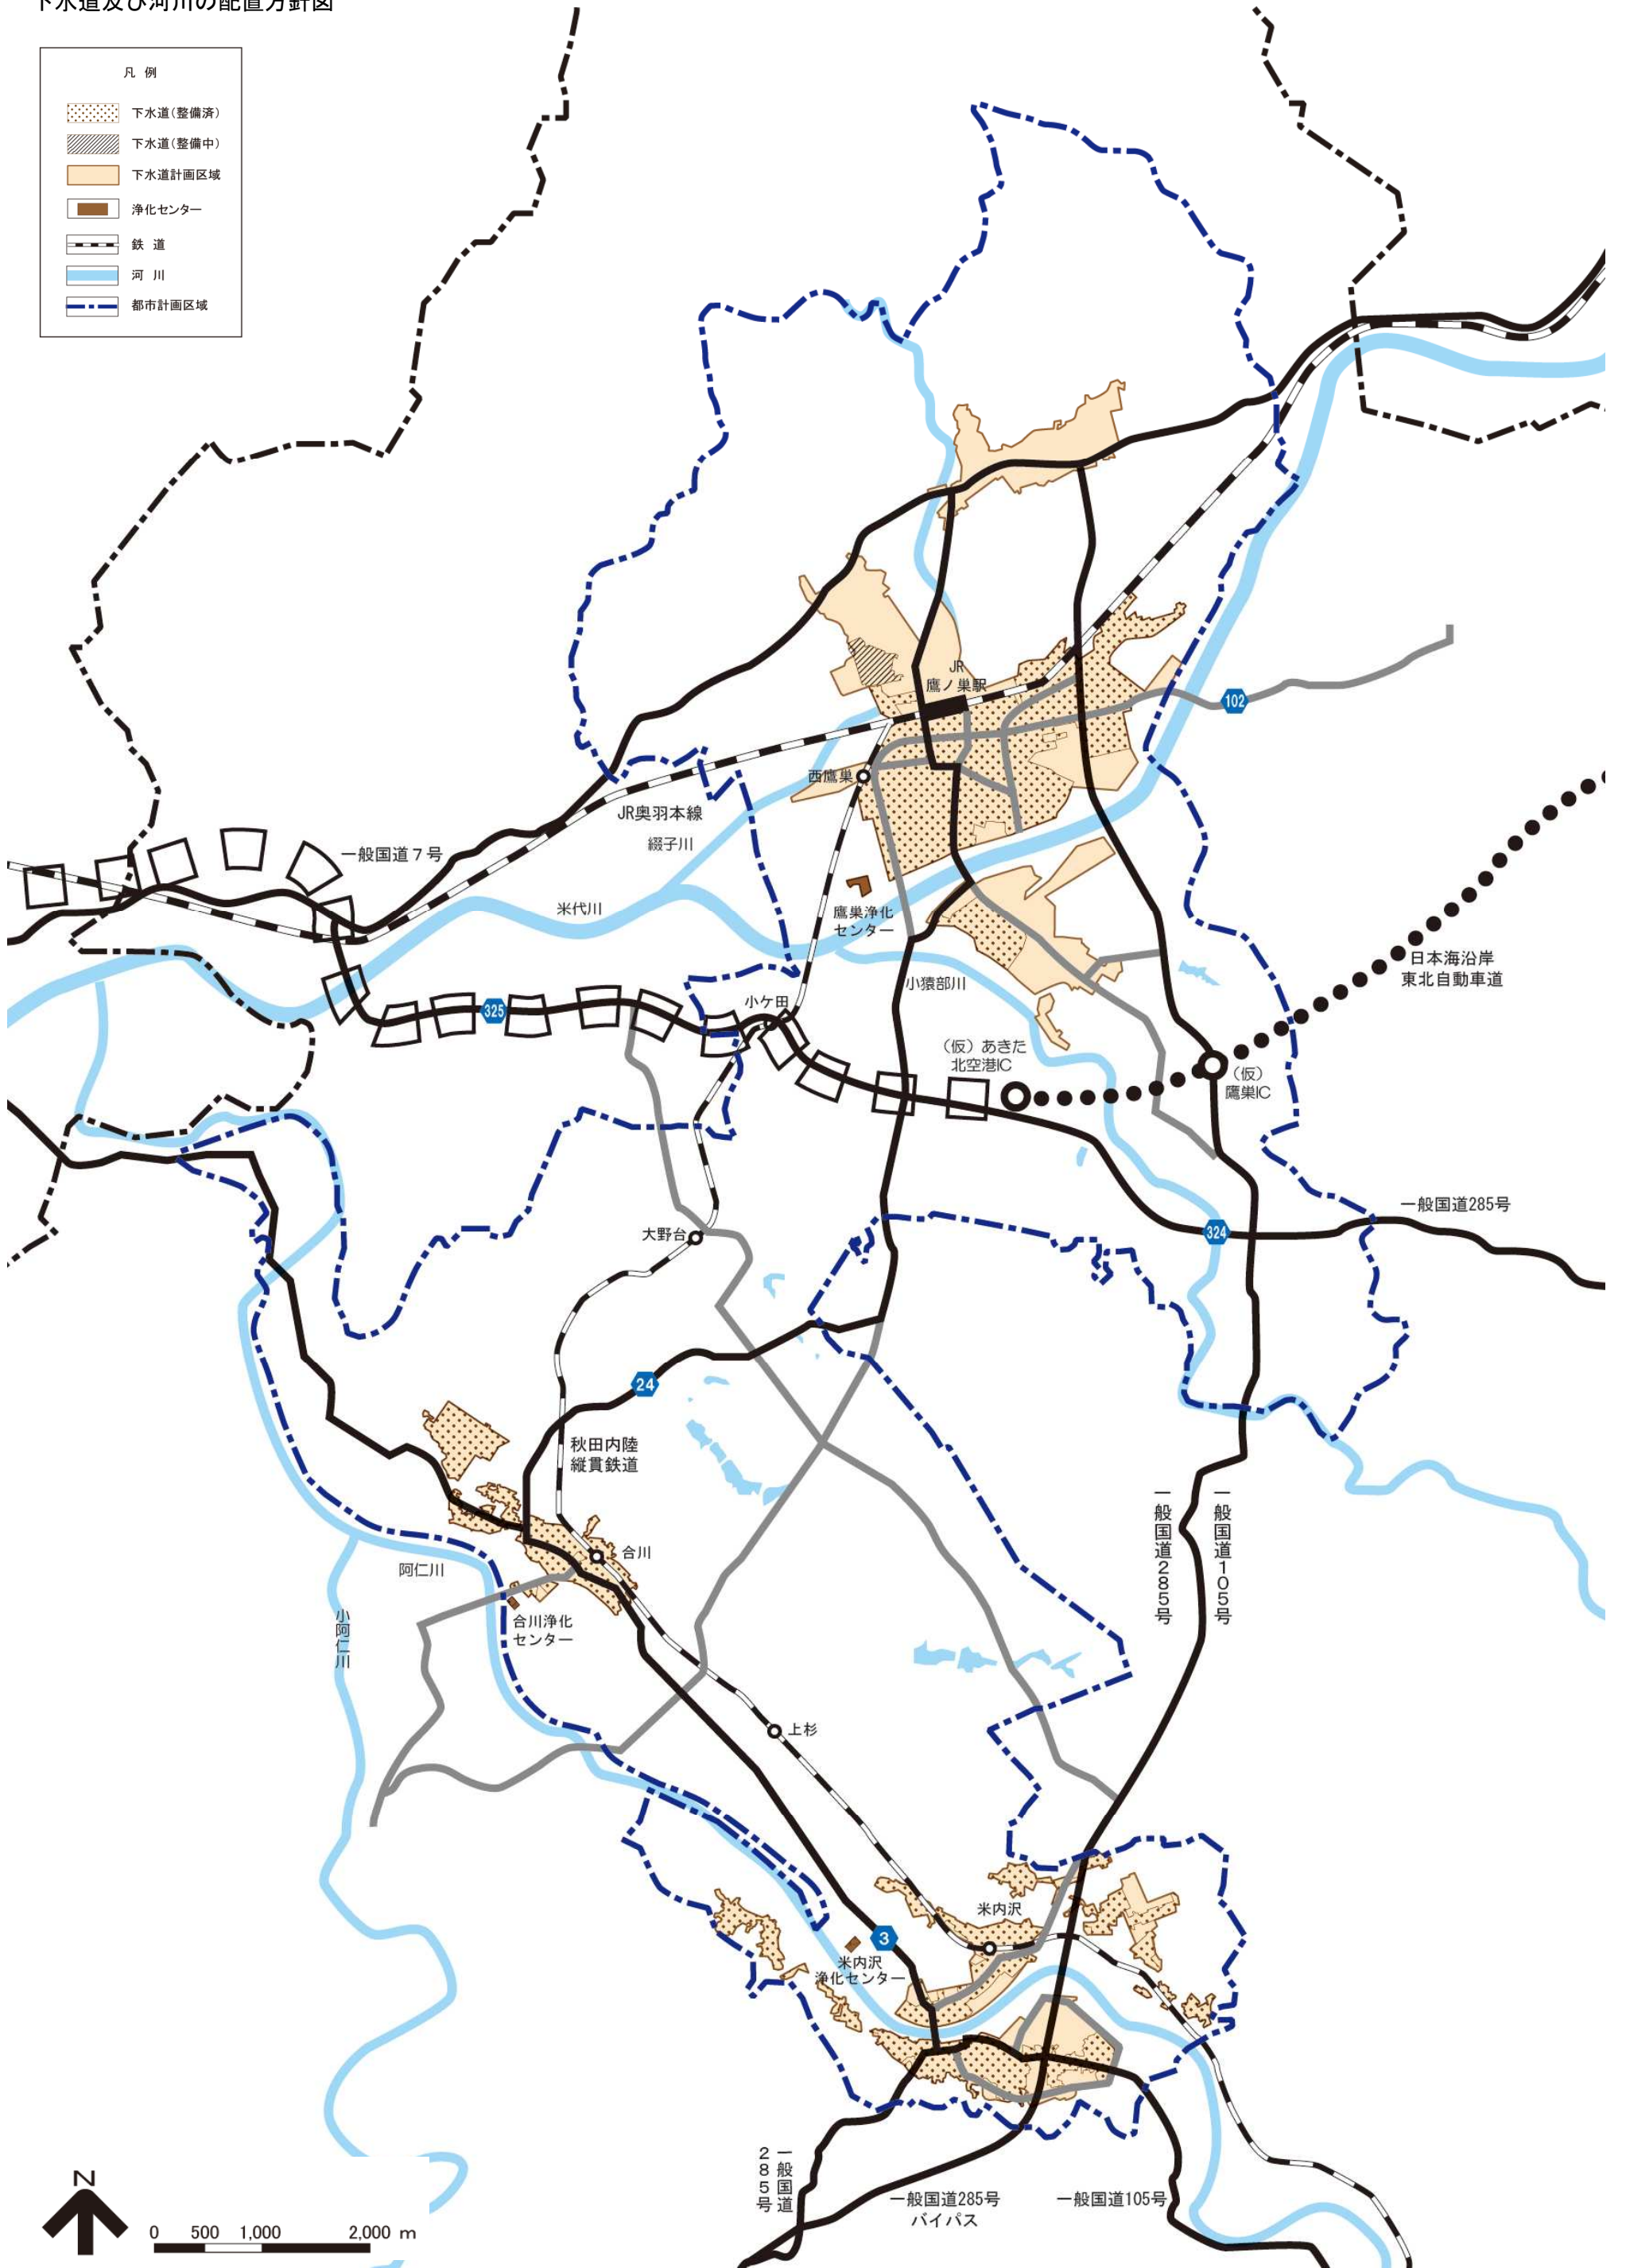 下水道及び河川の配置方針図
凡 例
下水道(整備済)
下水道(整備中)
下水道計画区域
浄化センター
鉄 道
河 川
都市計画区域
JR
鷹ノ巣駅
102
西鷹巣
JR奥羽本線
綴子川
一般国道7号
米代川
鷹巣浄化
センター
日本海沿岸
東北自動車道
小猿部川
小ケ田
325
(仮)あきた
北空港IC
(仮)
鷹巣IC
一般国道285号
324
大野台
24
秋田内陸
縦貫鉄道
一般国道285号
一般国道105号
合川
阿仁川
合川浄化
センター
小阿仁川
上杉
米内沢
3
米内沢
浄化センター
一般国道
285号
一般国道285号
バイパス
一般国道105号
N
0 500 1,000 2,000 m